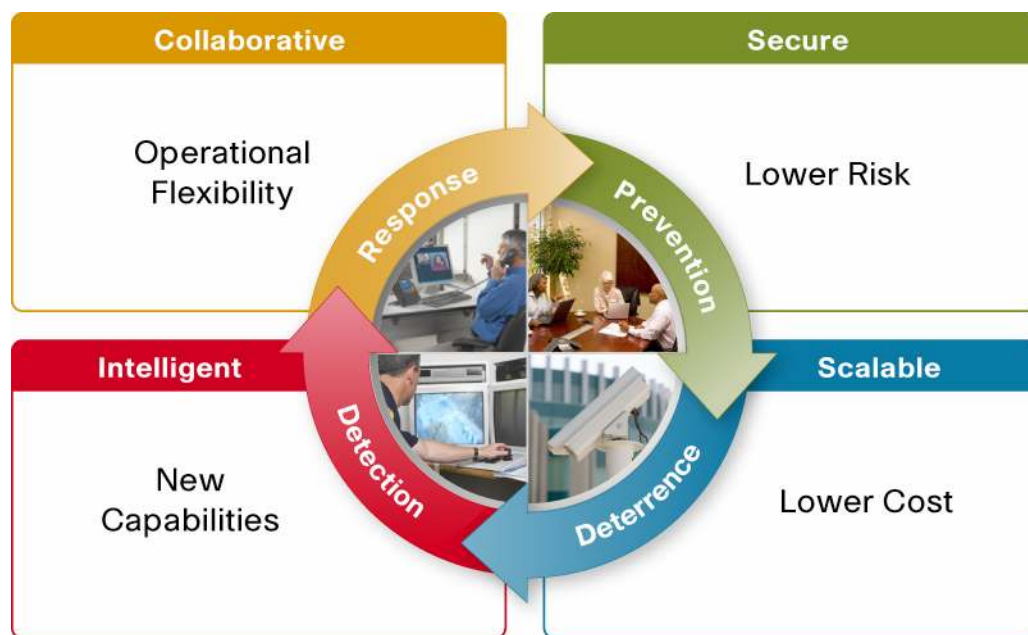 Collaborative
Operational
Flexibility
Secure
Lower Risk
Response
Prevention
Intelligent
New
Capabilities
Scalable
Lower Cost
Detection
Deterrence